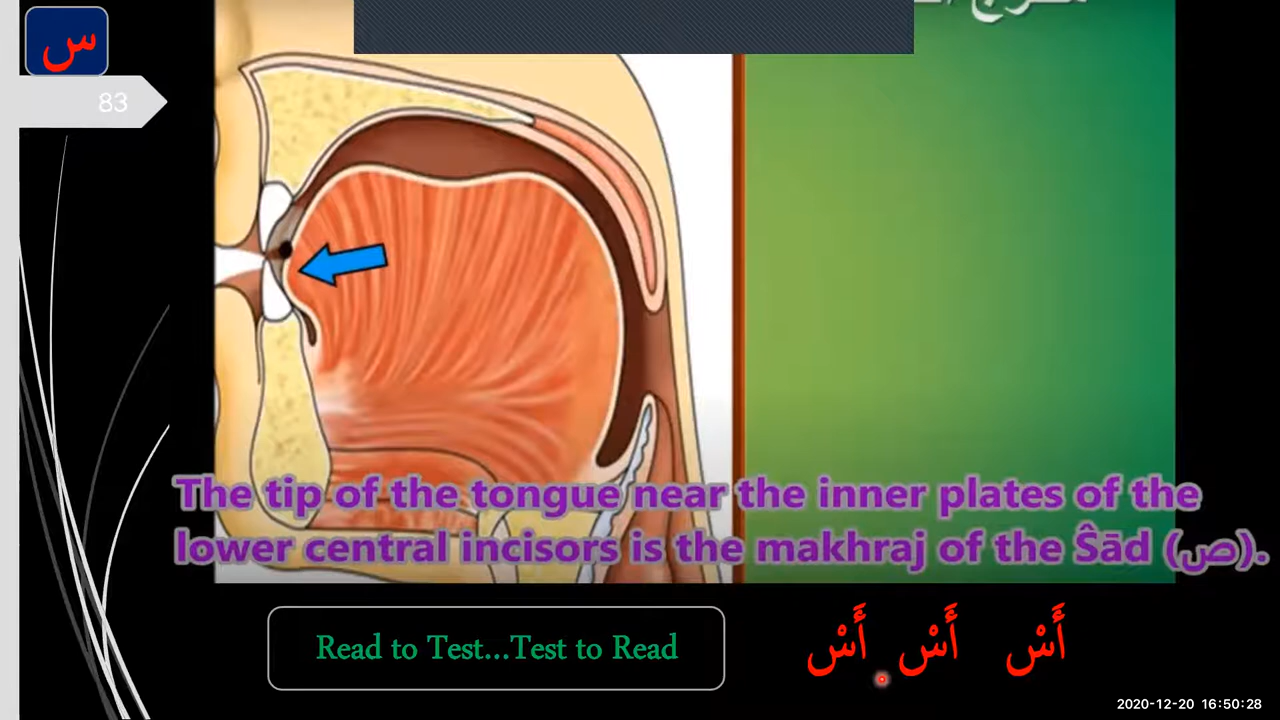 س
83
The tip of the tongue near the inner plates of the
lower central incisors is the makhraj of the Ŝād (ص).
Read to Test...Test to Read
أَسْ أَسْ أَسْ
2020-12-20 16:50:28